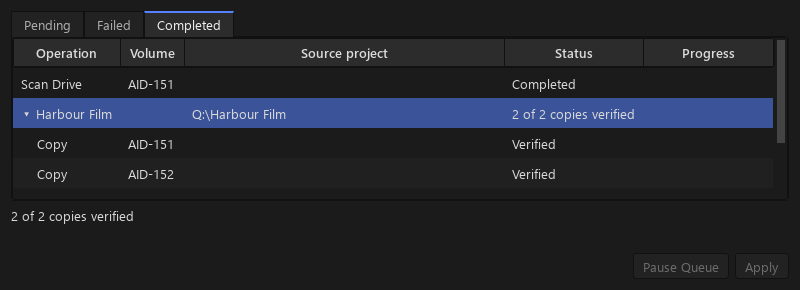 Pending Failed Completed
Operation Volume Source project Status Progress
Scan Drive AID-151 Completed
Harbour Film Q:\Harbour Film 2 of 2 copies verified
Copy AID-151 Verified
Copy AID-152 Verified
2 of 2 copies verified
Pause Queue Apply